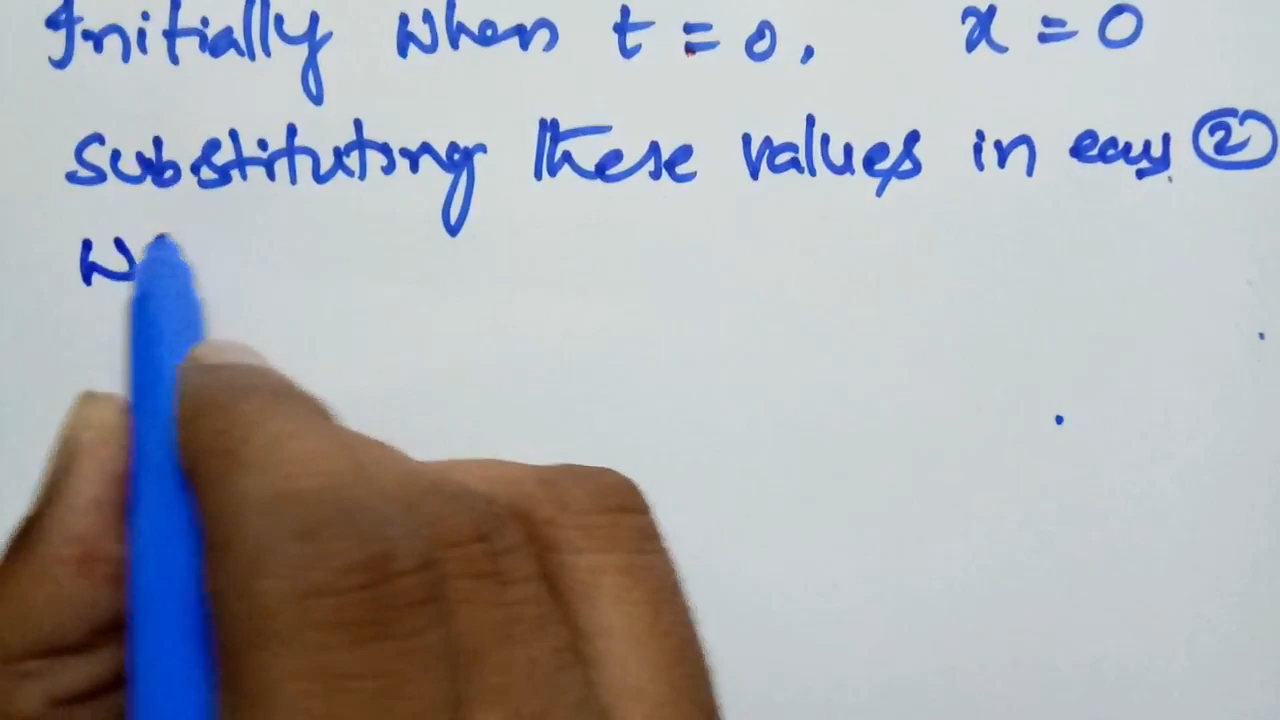 Initially when t = 0, x = 0
Substituting these values in eqn ②
w